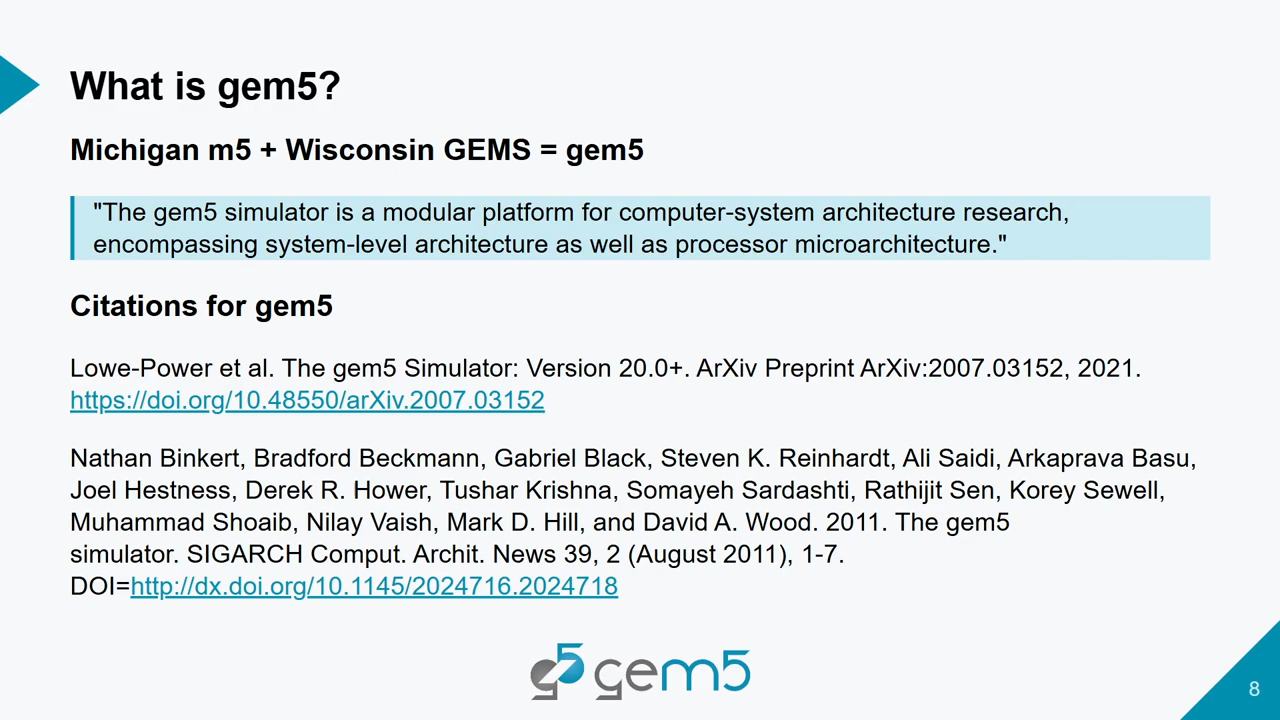 What is gem5?
Michigan m5 + Wisconsin GEMS = gem5
"The gem5 simulator is a modular platform for computer-system architecture research,
encompassing system-level architecture as well as processor microarchitecture."
Citations for gem5
Lowe-Power et al. The gem5 Simulator: Version 20.0+. ArXiv Preprint ArXiv:2007.03152, 2021.
https://doi.org/10.48550/arXiv.2007.03152
Nathan Binkert, Bradford Beckmann, Gabriel Black, Steven K. Reinhardt, Ali Saidi, Arkaprava Basu,
Joel Hestness, Derek R. Hower, Tushar Krishna, Somayeh Sardashti, Rathijit Sen, Korey Sewell,
Muhammad Shoaib, Nilay Vaish, Mark D. Hill, and David A. Wood. 2011. The gem5
simulator. SIGARCH Comput. Archit. News 39, 2 (August 2011), 1-7.
DOI=http://dx.doi.org/10.1145/2024716.2024718
g5 gem5
8